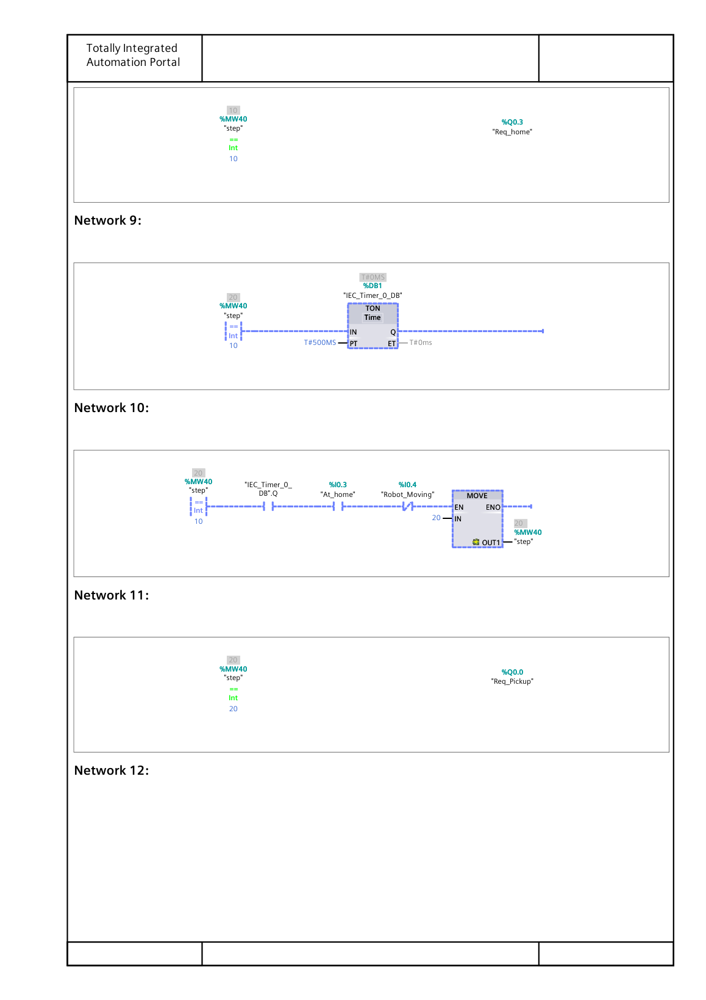 Totally Integrated
Automation Portal
10
%MW40
"step"
==
Int
10
%Q0.3
"Req_home"
Network 9:
20
%MW40
"step"
==
Int
10
T#0MS
%DB1
"IEC_Timer_0_DB"
TON
Time
IN
Q
T#500MS
PT
ET
T#0ms
Network 10:
20
%MW40
"step"
==
Int
10
"IEC_Timer_0_
DB".Q
%I0.3
"At_home"
%I0.4
"Robot_Moving"
MOVE
EN
ENO
20
IN
OUT1
20
%MW40
"step"
Network 11:
20
%MW40
"step"
==
Int
20
%Q0.0
"Req_Pickup"
Network 12: